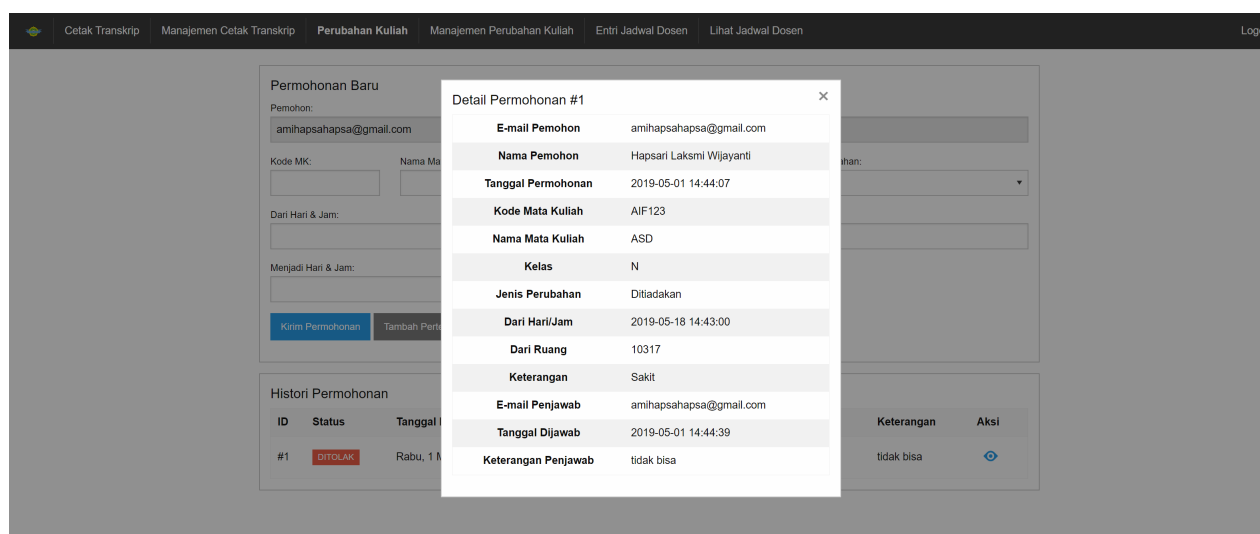 Cetak Transkrip Manajemen Cetak Transkrip Perubahan Kuliah Manajemen Perubahan Kuliah Entri Jadwal Dosen Lihat Jadwal Dosen
Permohonan Baru
Pemohon:
amihapsahapsa@gmail.com
Kode MK:
Dari Hari & Jam:
Menjadi Hari & Jam:
Kirim Permohonan
Detail Permohonan #1 ×
E-mail Pemohon amihapsahapsa@gmail.com
Nama Pemohon Hapsari Laksmi Wijayanti
Tanggal Permohonan 2019-05-01 14:44:07
Kode Mata Kuliah AIF123
Nama Mata Kuliah ASD
Kelas N
Jenis Perubahan Ditiadakan
Dari Hari/Jam 2019-05-18 14:43:00
Dari Ruang 10317
Keterangan Sakit
E-mail Penjawab amihapsahapsa@gmail.com
Tanggal Dijawab 2019-05-01 14:44:39
Keterangan Penjawab tidak bisa
Histori Permohonan
ID Status Tanggal Keterangan Aksi
#1 DITOLAK Rabu, 1 tidak bisa